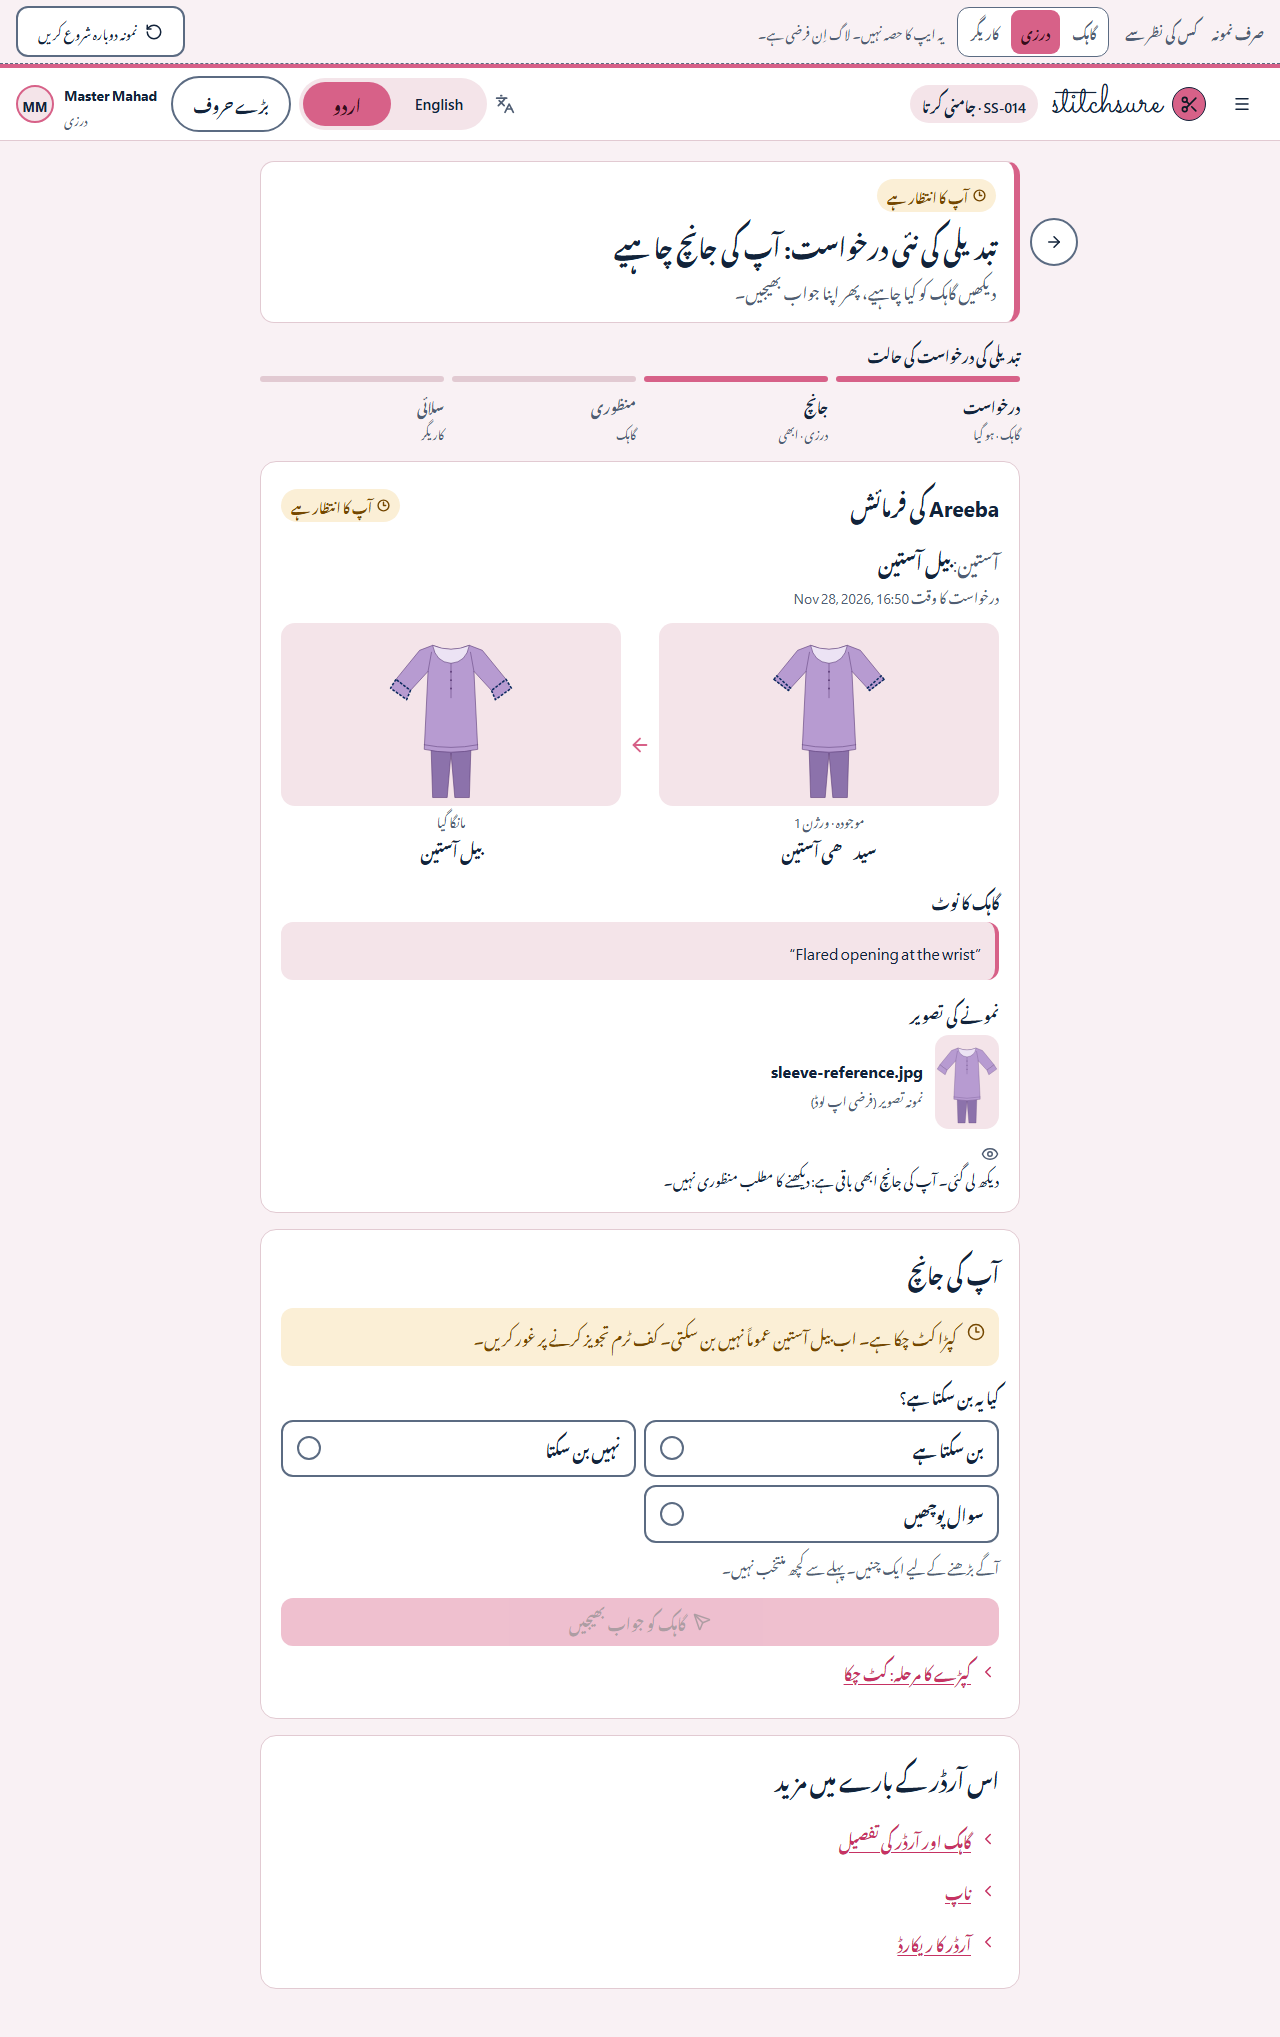 صرف نمونہ کس کی نظر سے گاہک درزی کاریگر یہ ایپ کا حصہ نہیں۔ لاگ اِن فرضی ہے۔ نمونہ دوبارہ شروع کریں
stitchsure SS-014 · جامنی کرتا English اردو بڑے حروف Master Mahad MM
درزی
آپ کا انتظار ہے
تبدیلی کی نئی درخواست: آپ کی جانچ چاہیے
دیکھیں گاہک کو کیا چاہیے، پھر اپنا جواب بھیجیں۔
تبدیلی کی درخواست کی حالت
درخواست جانچ منظوری سلائی
گاہک · ہو گیا درزی · ابھی گاہک کاریگر
Areeba کی فرمائش آپ کا انتظار ہے
آستین: بیل آستین
درخواست کا وقت Nov 28, 2026, 16:50
موجودہ · ورژن 1 مانگا گیا
سیدھی آستین بیل آستین
گاہک کا نوٹ
“Flared opening at the wrist”
نمونے کی تصویر
sleeve-reference.jpg
نمونہ تصویر (فرضی اپ لوڈ)
دیکھ لی گئی۔ آپ کی جانچ ابھی باقی ہے: دیکھنے کا مطلب منظوری نہیں۔
آپ کی جانچ
کپڑا کٹ چکا ہے۔ اب بیل آستین عموماً نہیں بن سکتی۔ کف ٹرم تجویز کرنے پر غور کریں۔
کیا یہ بن سکتا ہے؟
بن سکتا ہے نہیں بن سکتا
سوال پوچھیں
آگے بڑھنے کے لیے ایک چنیں۔ پہلے سے کچھ منتخب نہیں۔
گاہک کو جواب بھیجیں
کپڑے کا مرحلہ: کٹ چکا
اس آرڈر کے بارے میں مزید
گاہک اور آرڈر کی تفصیل
ناپ
آرڈر کا ریکارڈ